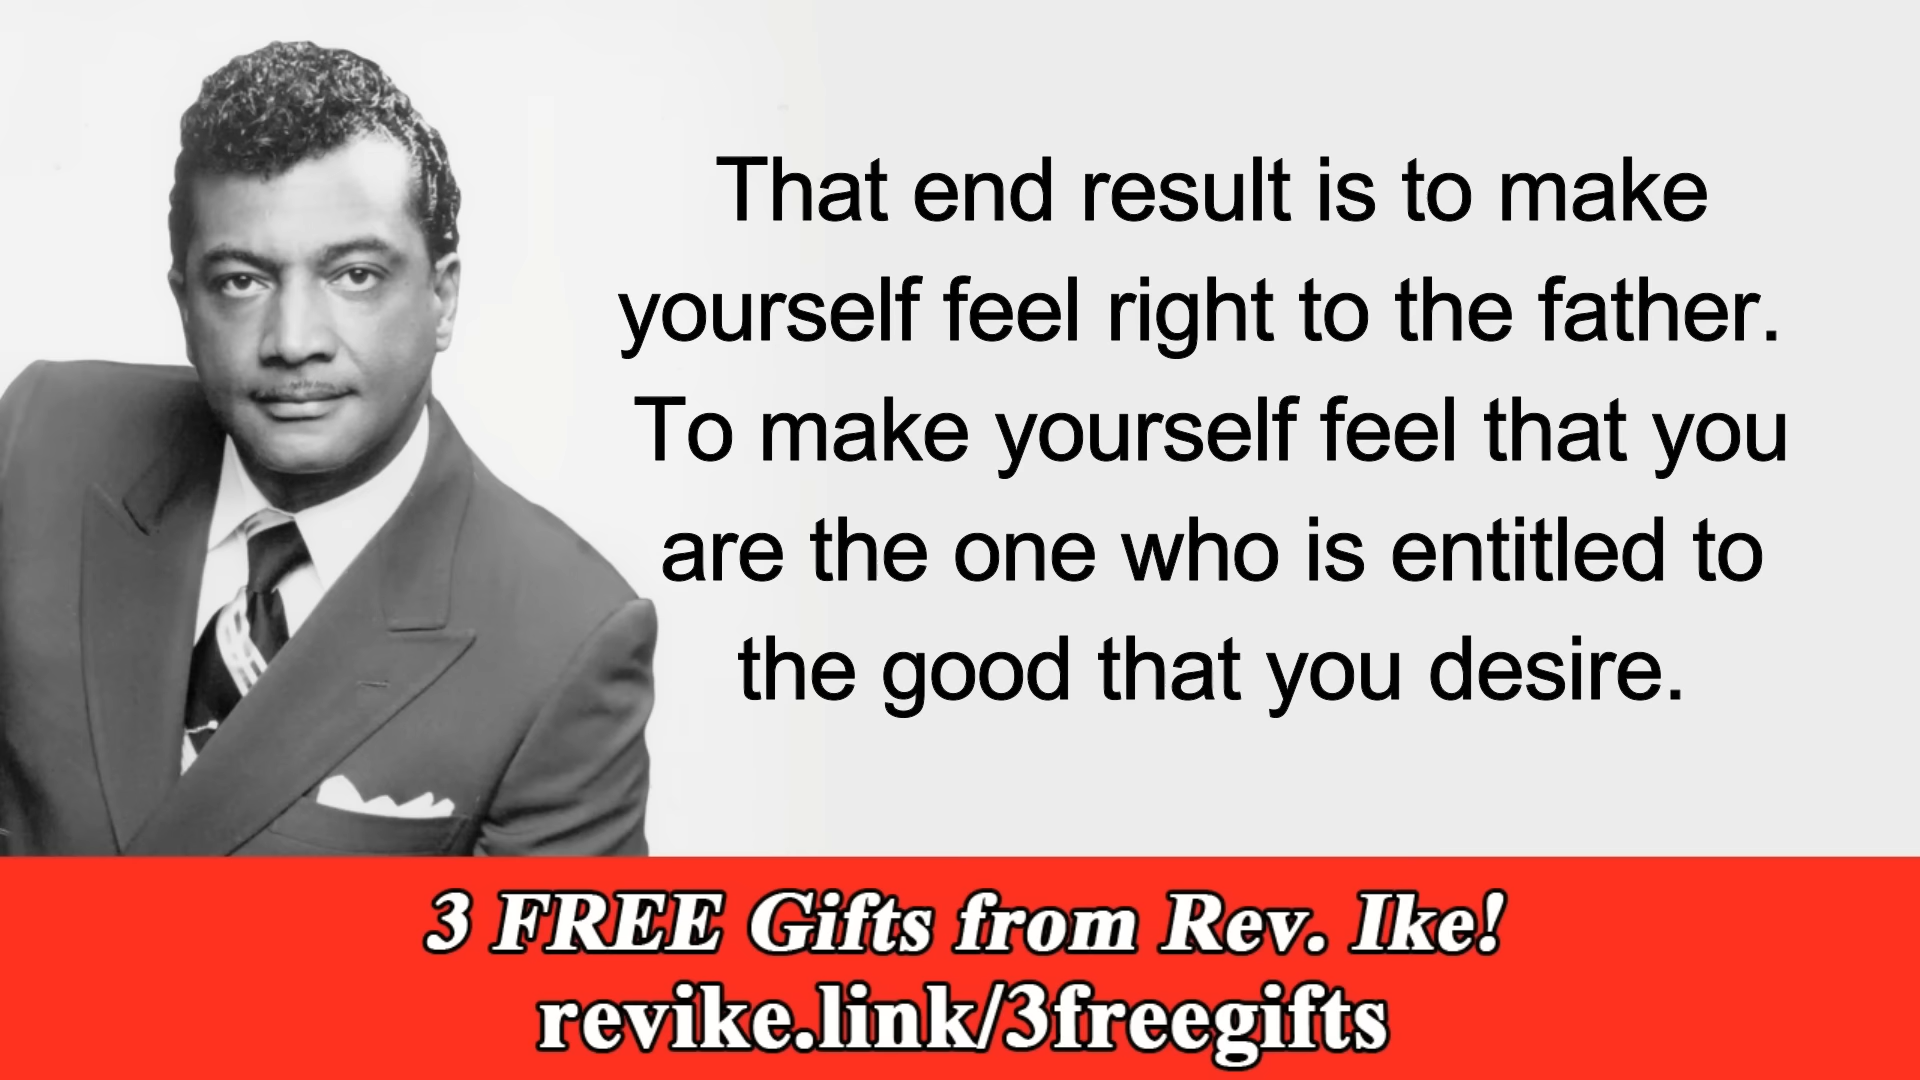 That end result is to make
yourself feel right to the father.
To make yourself feel that you
are the one who is entitled to
the good that you desire.
3 FREE Gifts from Rev. Ike!
revike.link/3freegifts